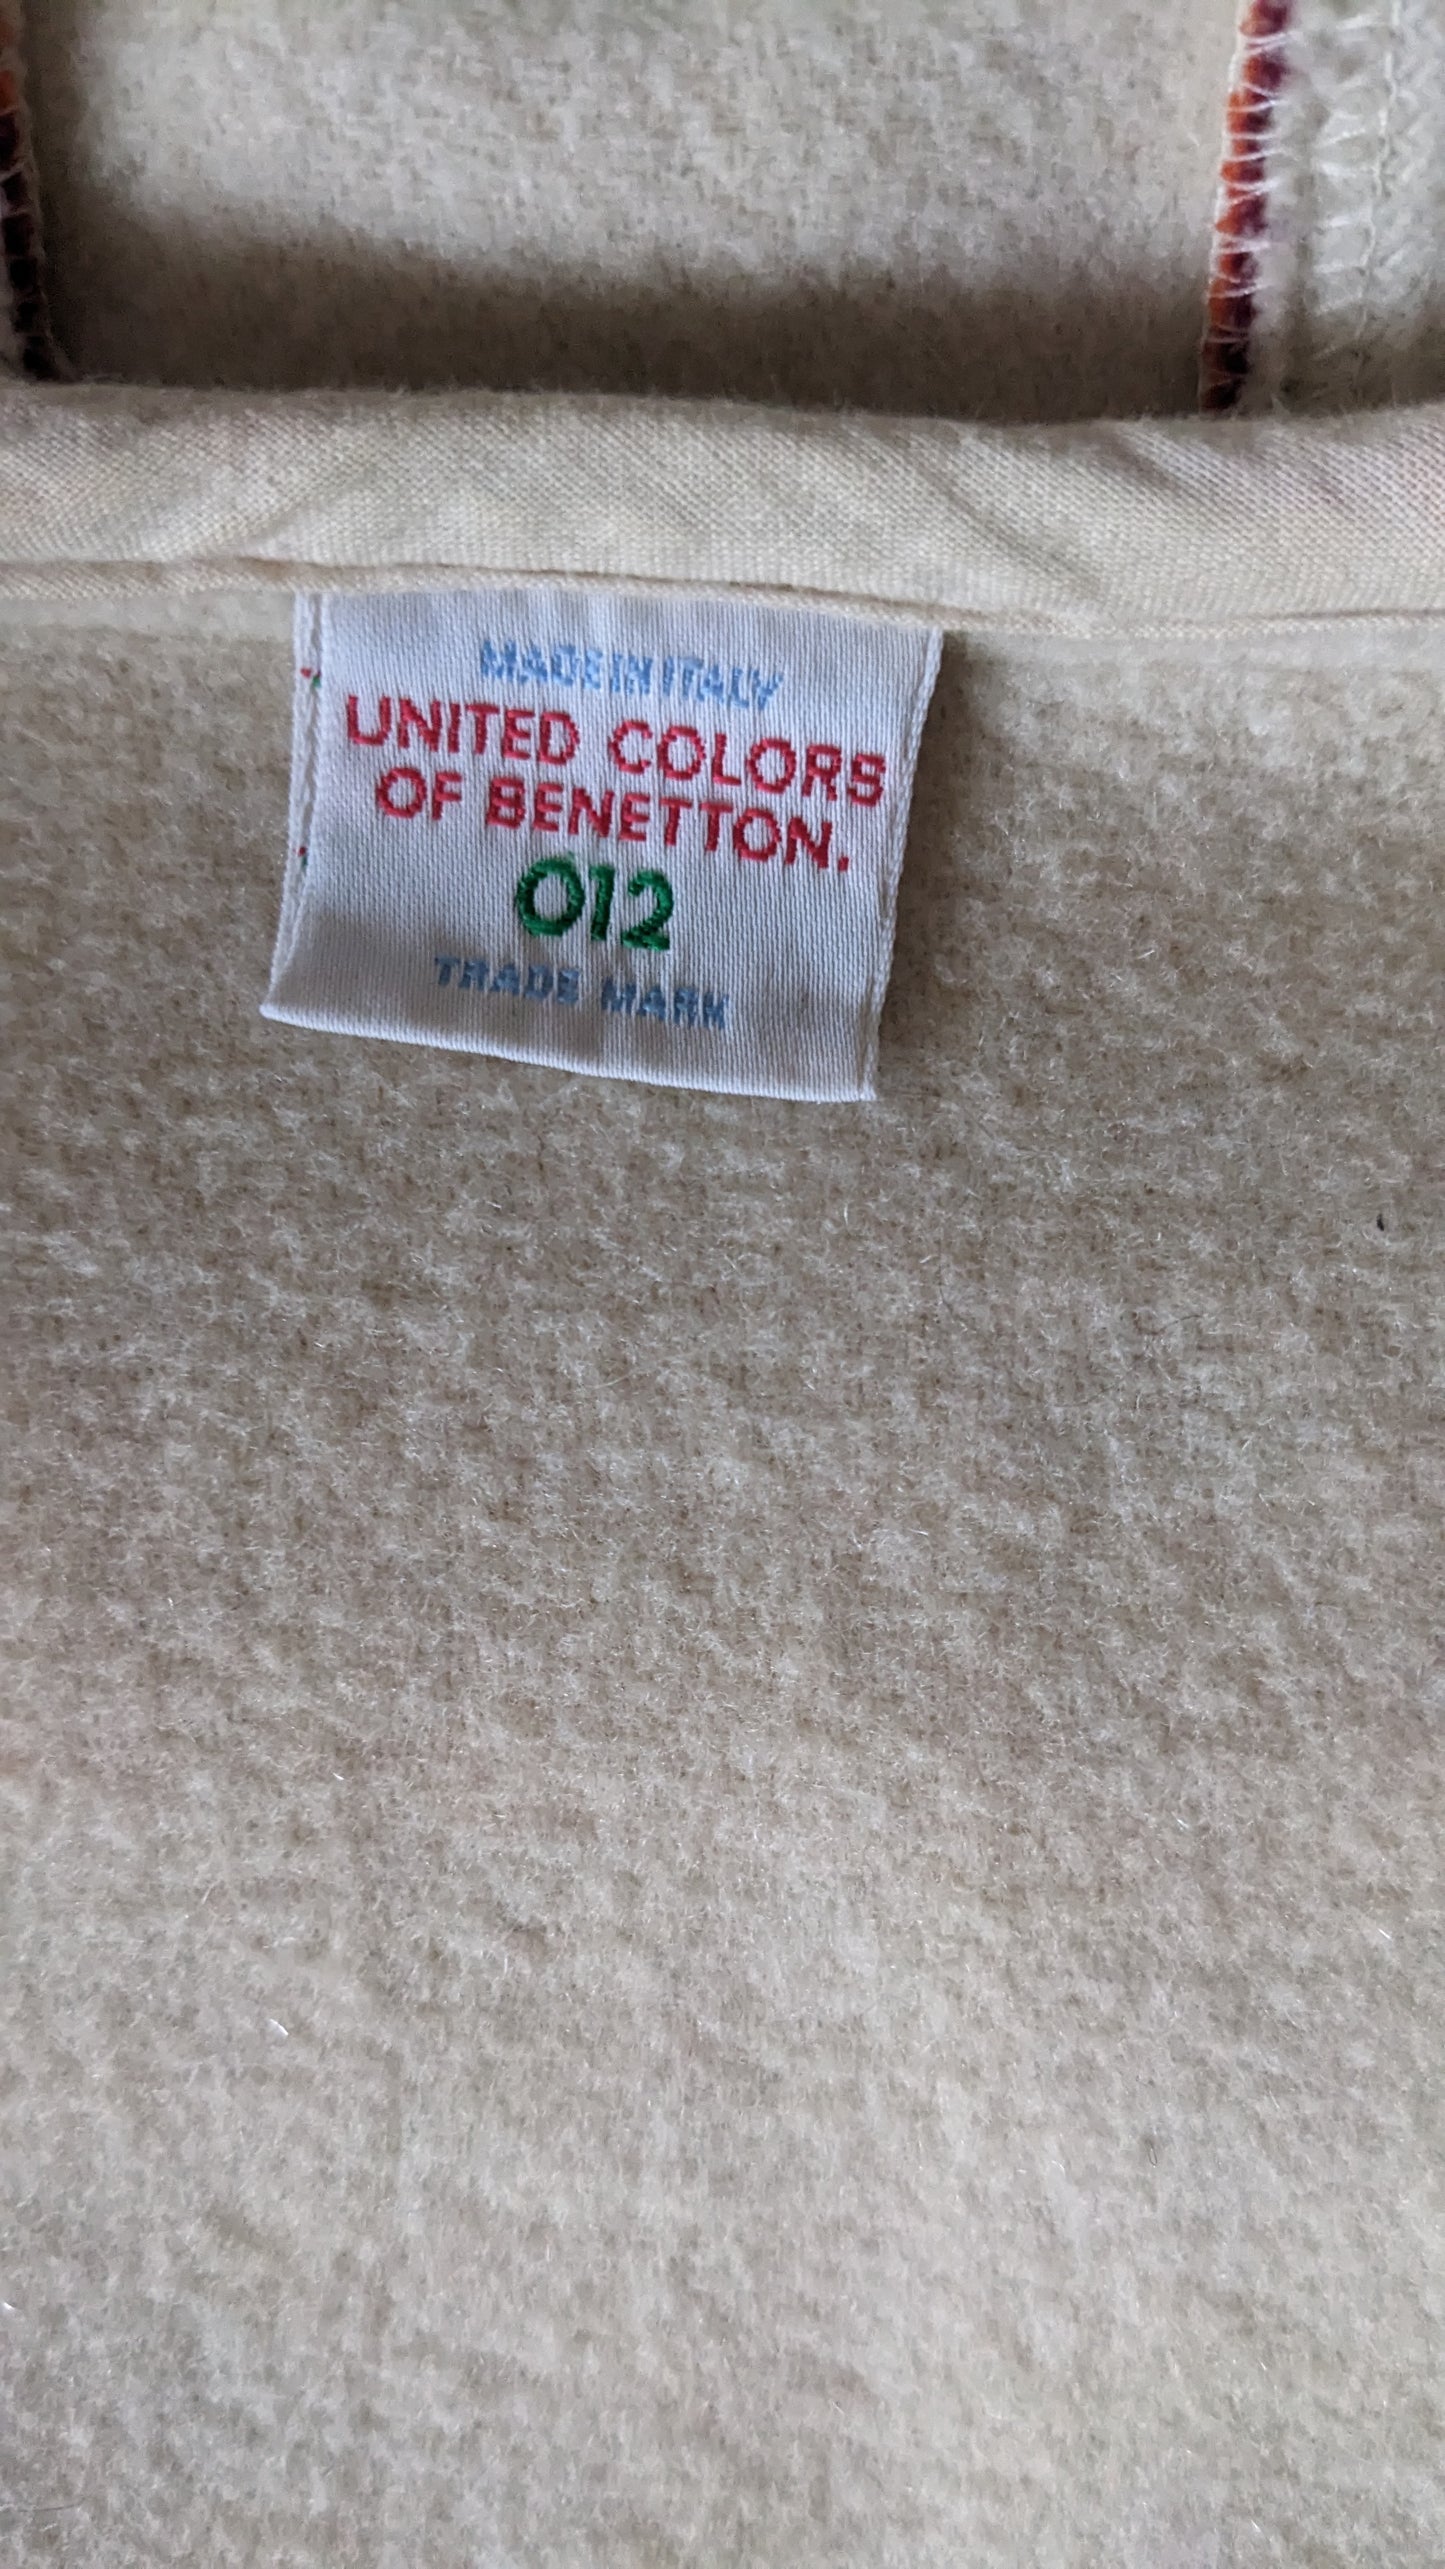 MADE IN ITALY
UNITED COLORS
OF BENETTON.
012
TRADE MARK